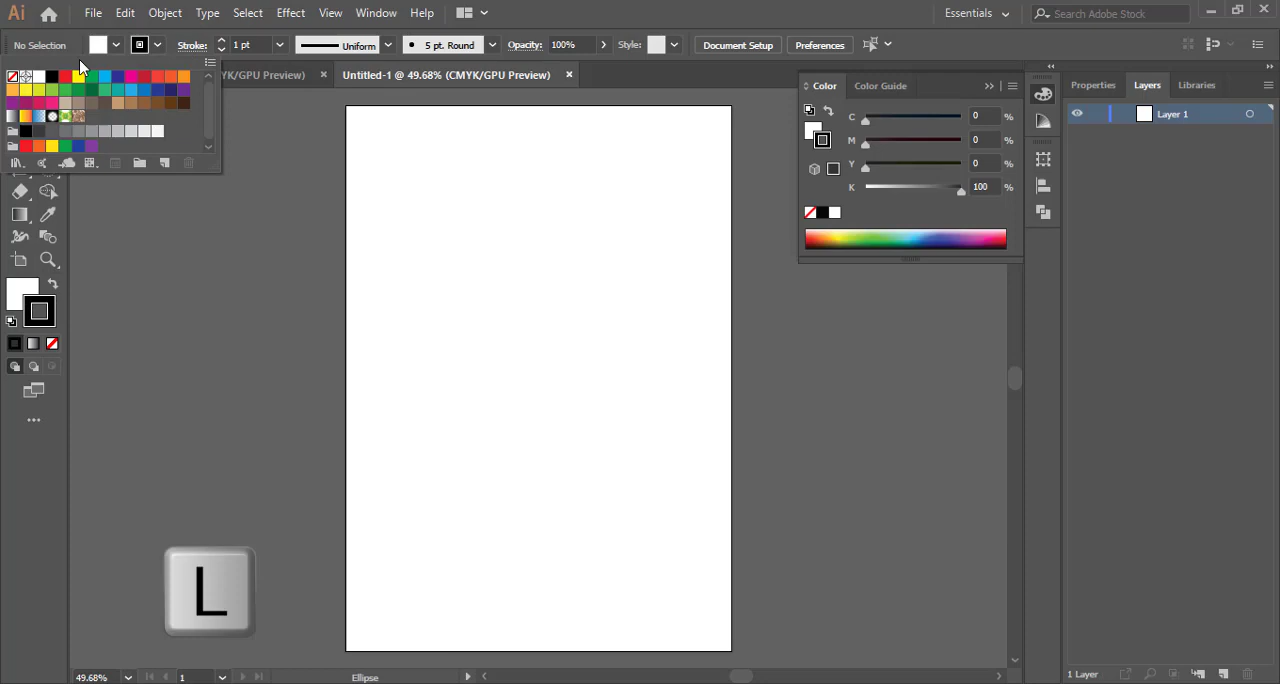 Ai File Edit Object Type Select Effect View Window Help Essentials Search Adobe Stock
No Selection Stroke: 1 pt Uniform 5 pt. Round Opacity: 100% Style: Document Setup Preferences
YK/GPU Preview) × Untitled-1 @ 49.68% (CMYK/GPU Preview) ×
Color Color Guide
Properties Layers Libraries
C 0 %
Layer 1
M 0 %
Y 0 %
K 100 %
L
49.68% 1 Ellipse
1 Layer